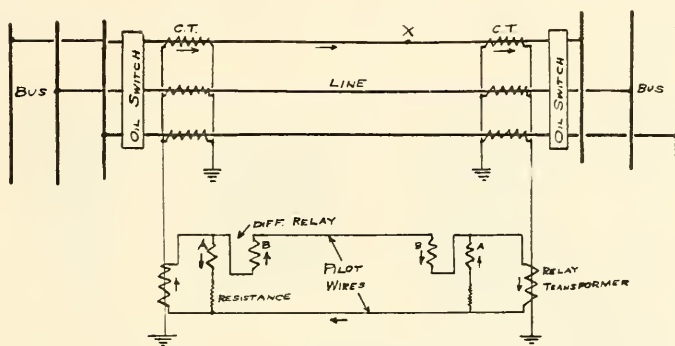 C.T.
C.T.
X
BUS
OIL SWITCH
LINE
OIL SWITCH
BUS
DIFF. RELAY
A
B
B
A
PILOT
WIRES
RESISTANCE
RELAY
TRANSFORMER